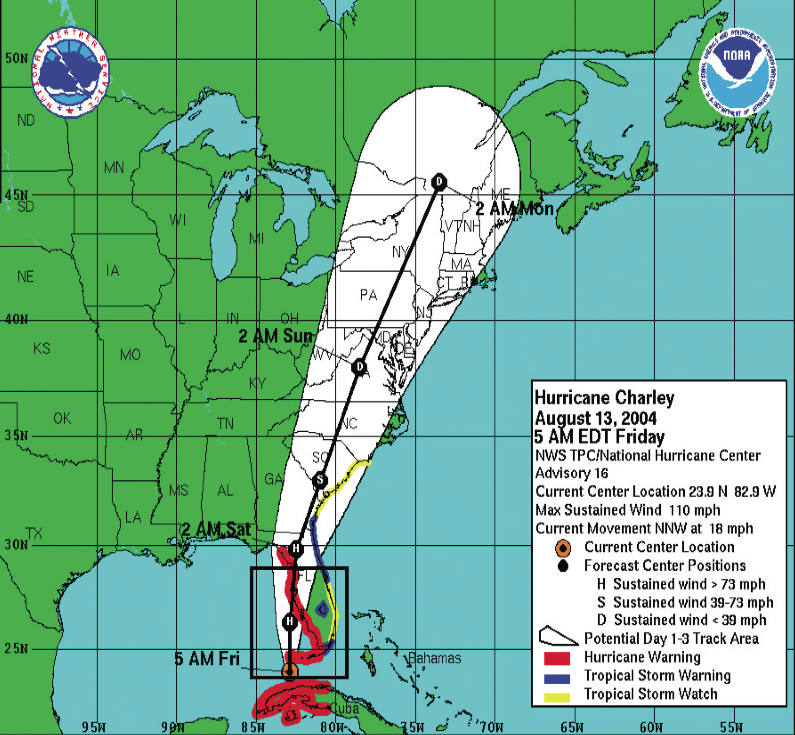 NATIONAL WEATHER SERVICE
NOAA
50N
ND
MN
45N
SD
WI
MI
ME
2 AM Mon
VT
NH
NY
MA
CT
NE
IA
PA
NJ
40N
IN
OH
2 AM Sun
MD
DE
KS
MO
WV
KY
D
D
OK
AR
TN
NC
35N
SC
S
MS
AL
GA
LA
TX
2 AM Sat
30N
H
FL
H
25N
5 AM Fri
Bahamas
Cuba
95W
90W
85W
80W
75W
70W
65W
60W
55W
Hurricane Charley
August 13, 2004
5 AM EDT Friday
NWS TPC/National Hurricane Center
Advisory 16
Current Center Location 23.9 N 82.9 W
Max Sustained Wind 110 mph
Current Movement NNW at 18 mph
Current Center Location
Forecast Center Positions
H Sustained wind > 73 mph
S Sustained wind 39-73 mph
D Sustained wind < 39 mph
Potential Day 1-3 Track Area
Hurricane Warning
Tropical Storm Warning
Tropical Storm Watch